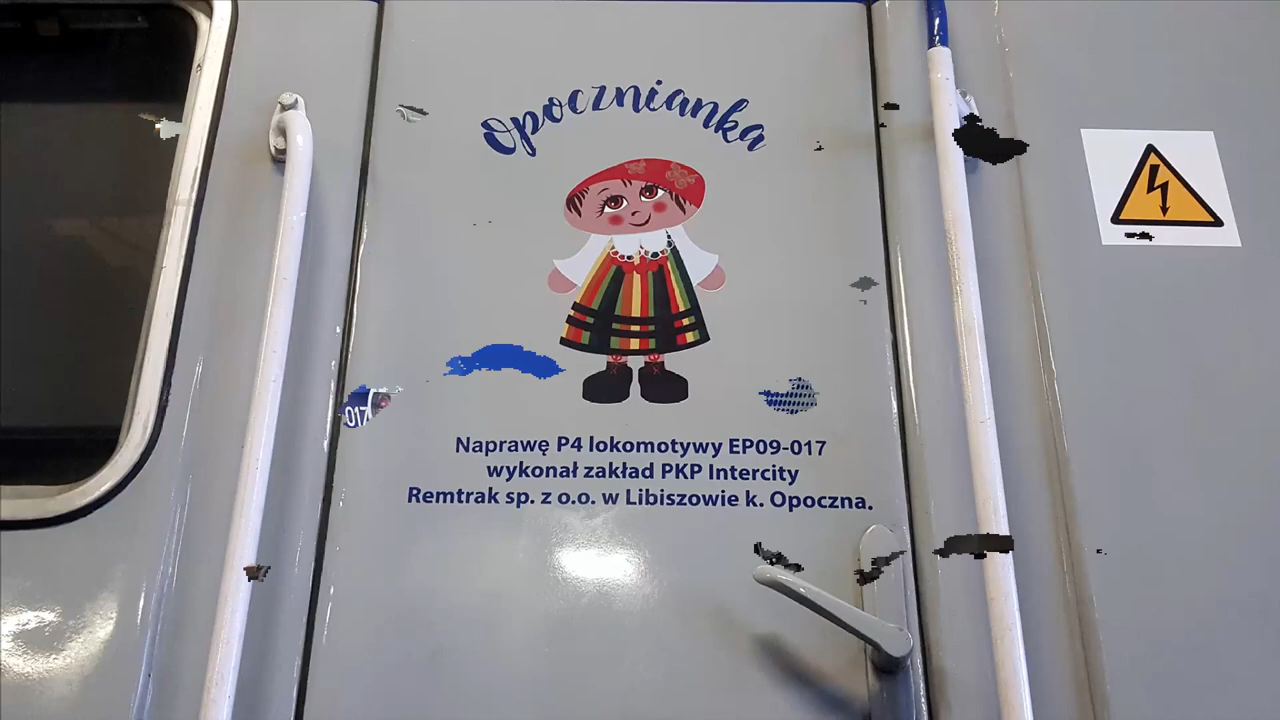 Opocznianka
017
Naprawę P4 lokomotywy EP09-017
wykonał zakład PKP Intercity
Remtrak sp. z o.o. w Libiszowie k. Opoczna.